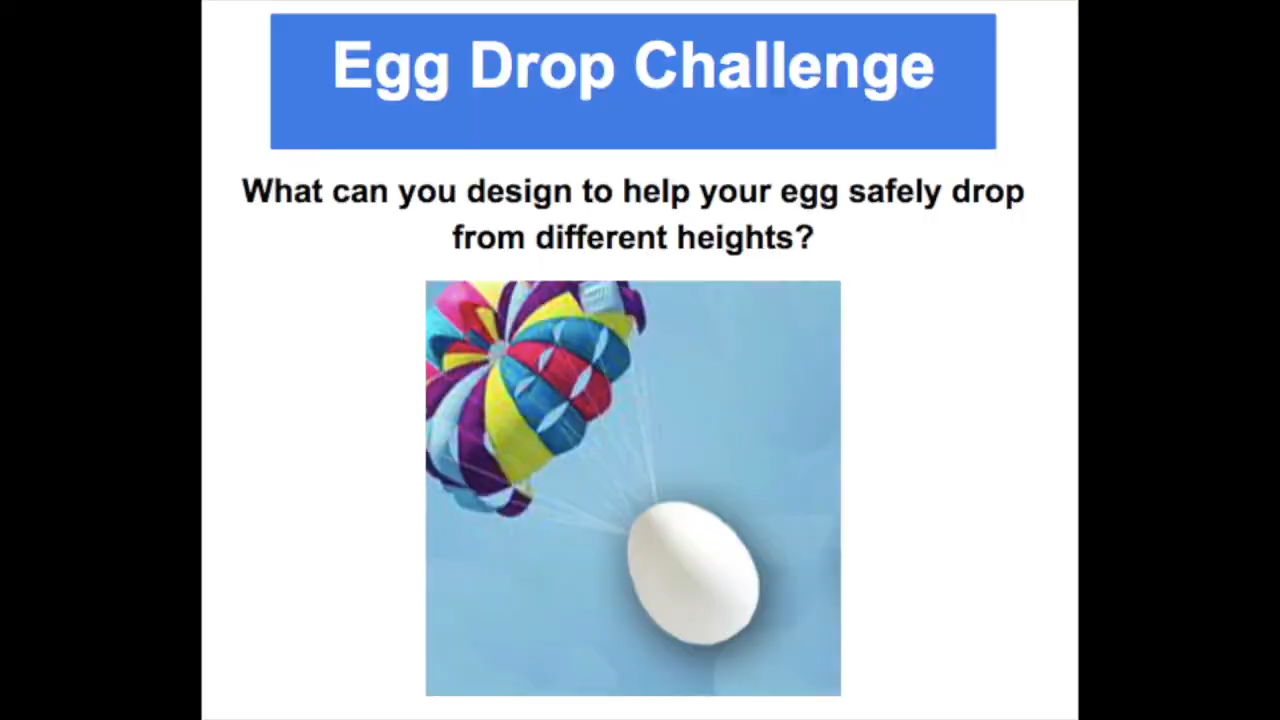 Egg Drop Challenge
What can you design to help your egg safely drop
from different heights?